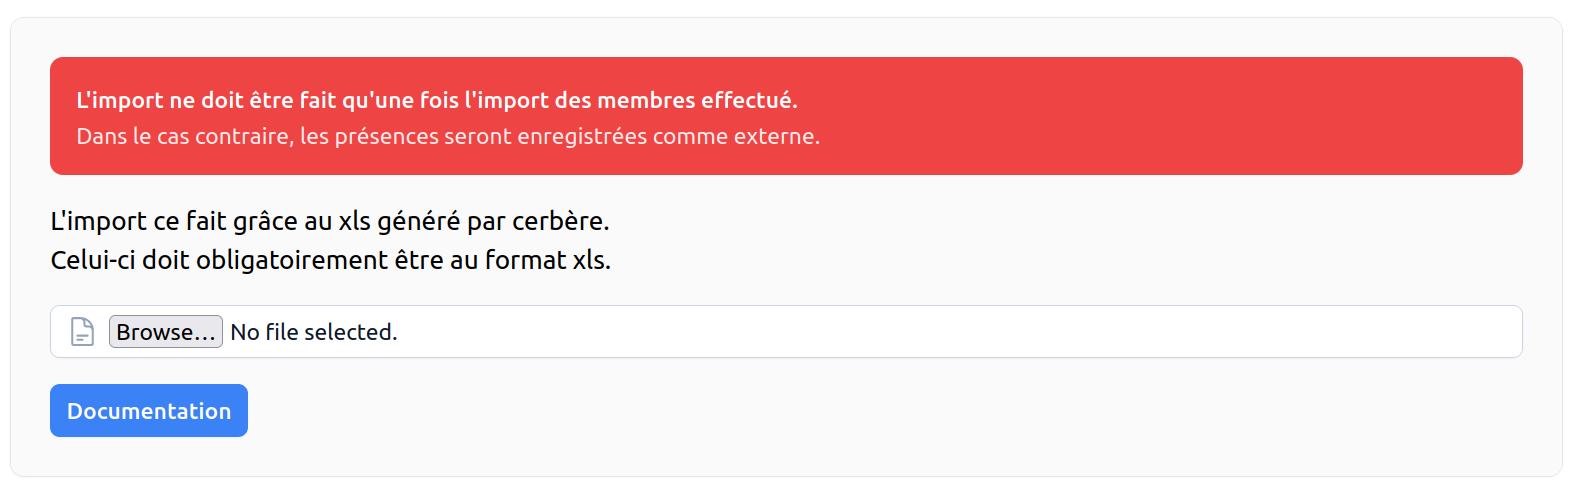 L'import ne doit être fait qu'une fois l'import des membres effectué.
Dans le cas contraire, les présences seront enregistrées comme externe.
L'import ce fait grâce au xls généré par cerbère.
Celui-ci doit obligatoirement être au format xls.
Browse... No file selected.
Documentation